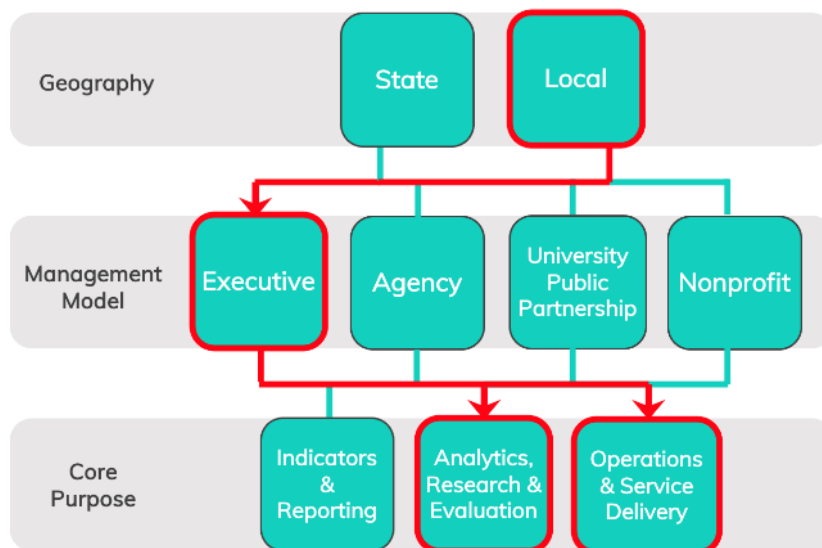 Geography
State
Local
Management
Model
Executive
Agency
University
Public
Partnership
Nonprofit
Core
Purpose
Indicators
&
Reporting
Analytics,
Research &
Evaluation
Operations
& Service
Delivery